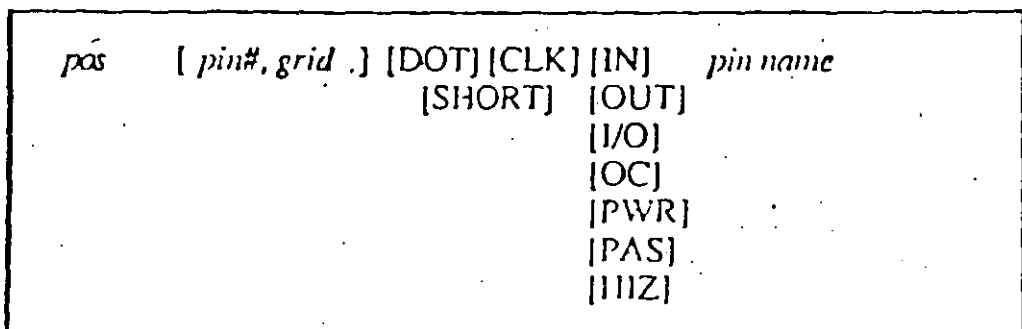 pos [ pin#, grid .] [DOT] [CLK] [IN] pin name
[SHORT] [OUT]
[I/O]
[OC]
[PWR]
[PAS]
[HIZ]